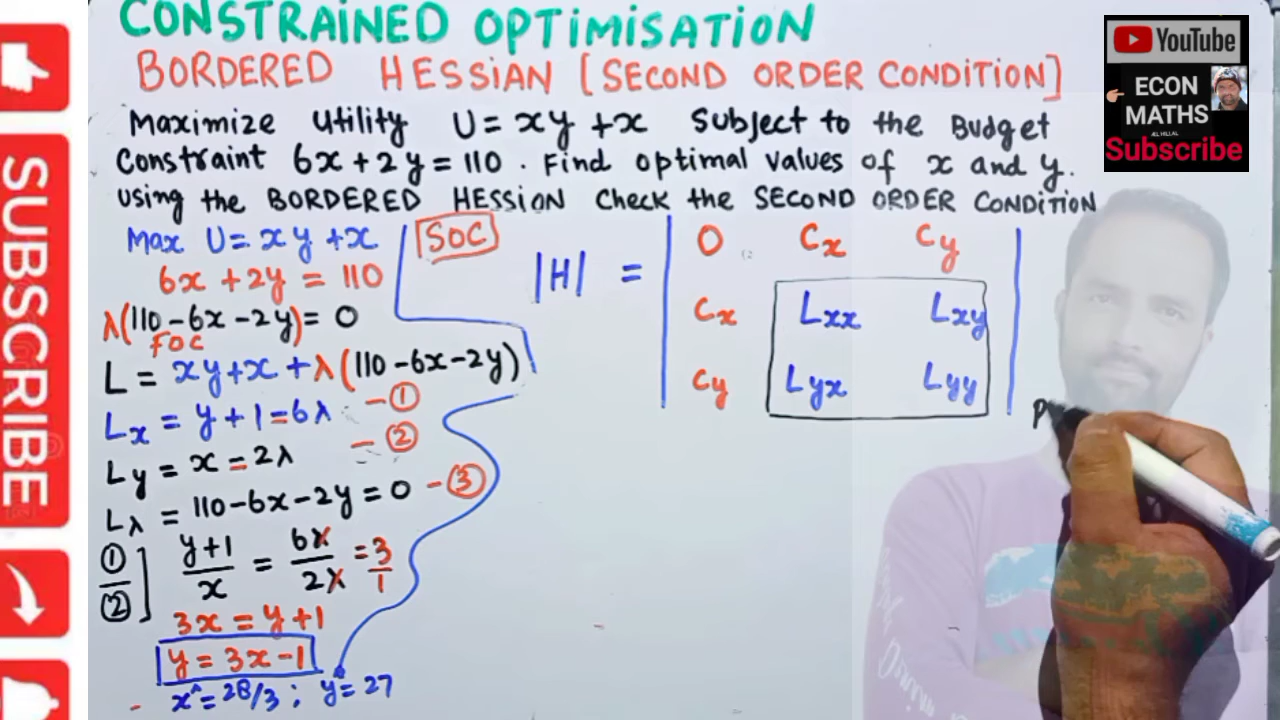 CONSTRAINED OPTIMISATION
BORDERED HESSIAN [SECOND ORDER CONDITION]
Maximize Utility U = xy + x Subject to the Budget
Constraint 6x + 2y = 110 . Find optimal values of x and y.
Using the BORDERED HESSION Check the SECOND ORDER CONDITION
Max U = xy + x
6x + 2y = 110
λ(110 - 6x - 2y) = 0
FOC
L = xy + x + λ(110 - 6x - 2y)
Lx = y + 1 = 6λ - ①
Ly = x = 2λ - ②
Lλ = 110 - 6x - 2y = 0 - ③
①/② ] (y+1)/x = 6λ/2λ = 3/1
3x = y + 1
y = 3x - 1
x^ = 28/3 ; y = 27
SOC
|H| =
0 Cx Cy
Cx Lxx Lxy
Cy Lyx Lyy
YouTube
ECON
MATHS
Subscribe
SUBSCRIBE